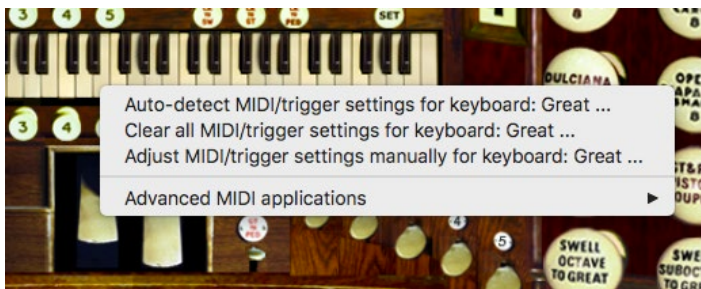 3 4 5
SET
8
DULCIANA
8
Auto-detect MIDI/trigger settings for keyboard: Great ...
Clear all MIDI/trigger settings for keyboard: Great ...
Adjust MIDI/trigger settings manually for keyboard: Great ...
Advanced MIDI applications
3 4
4
5
SWELL
OCTAVE
TO GREAT